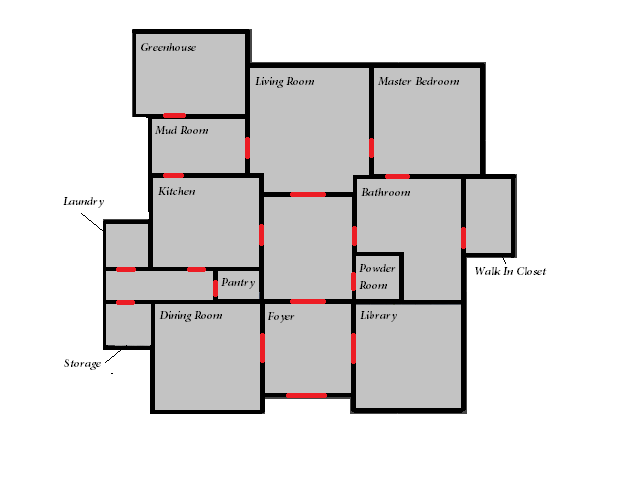 Greenhouse
Living Room
Master Bedroom
Mud Room
Kitchen
Bathroom
Laundry
Powder
Room
Walk In Closet
Pantry
Dining Room
Foyer
Library
Storage